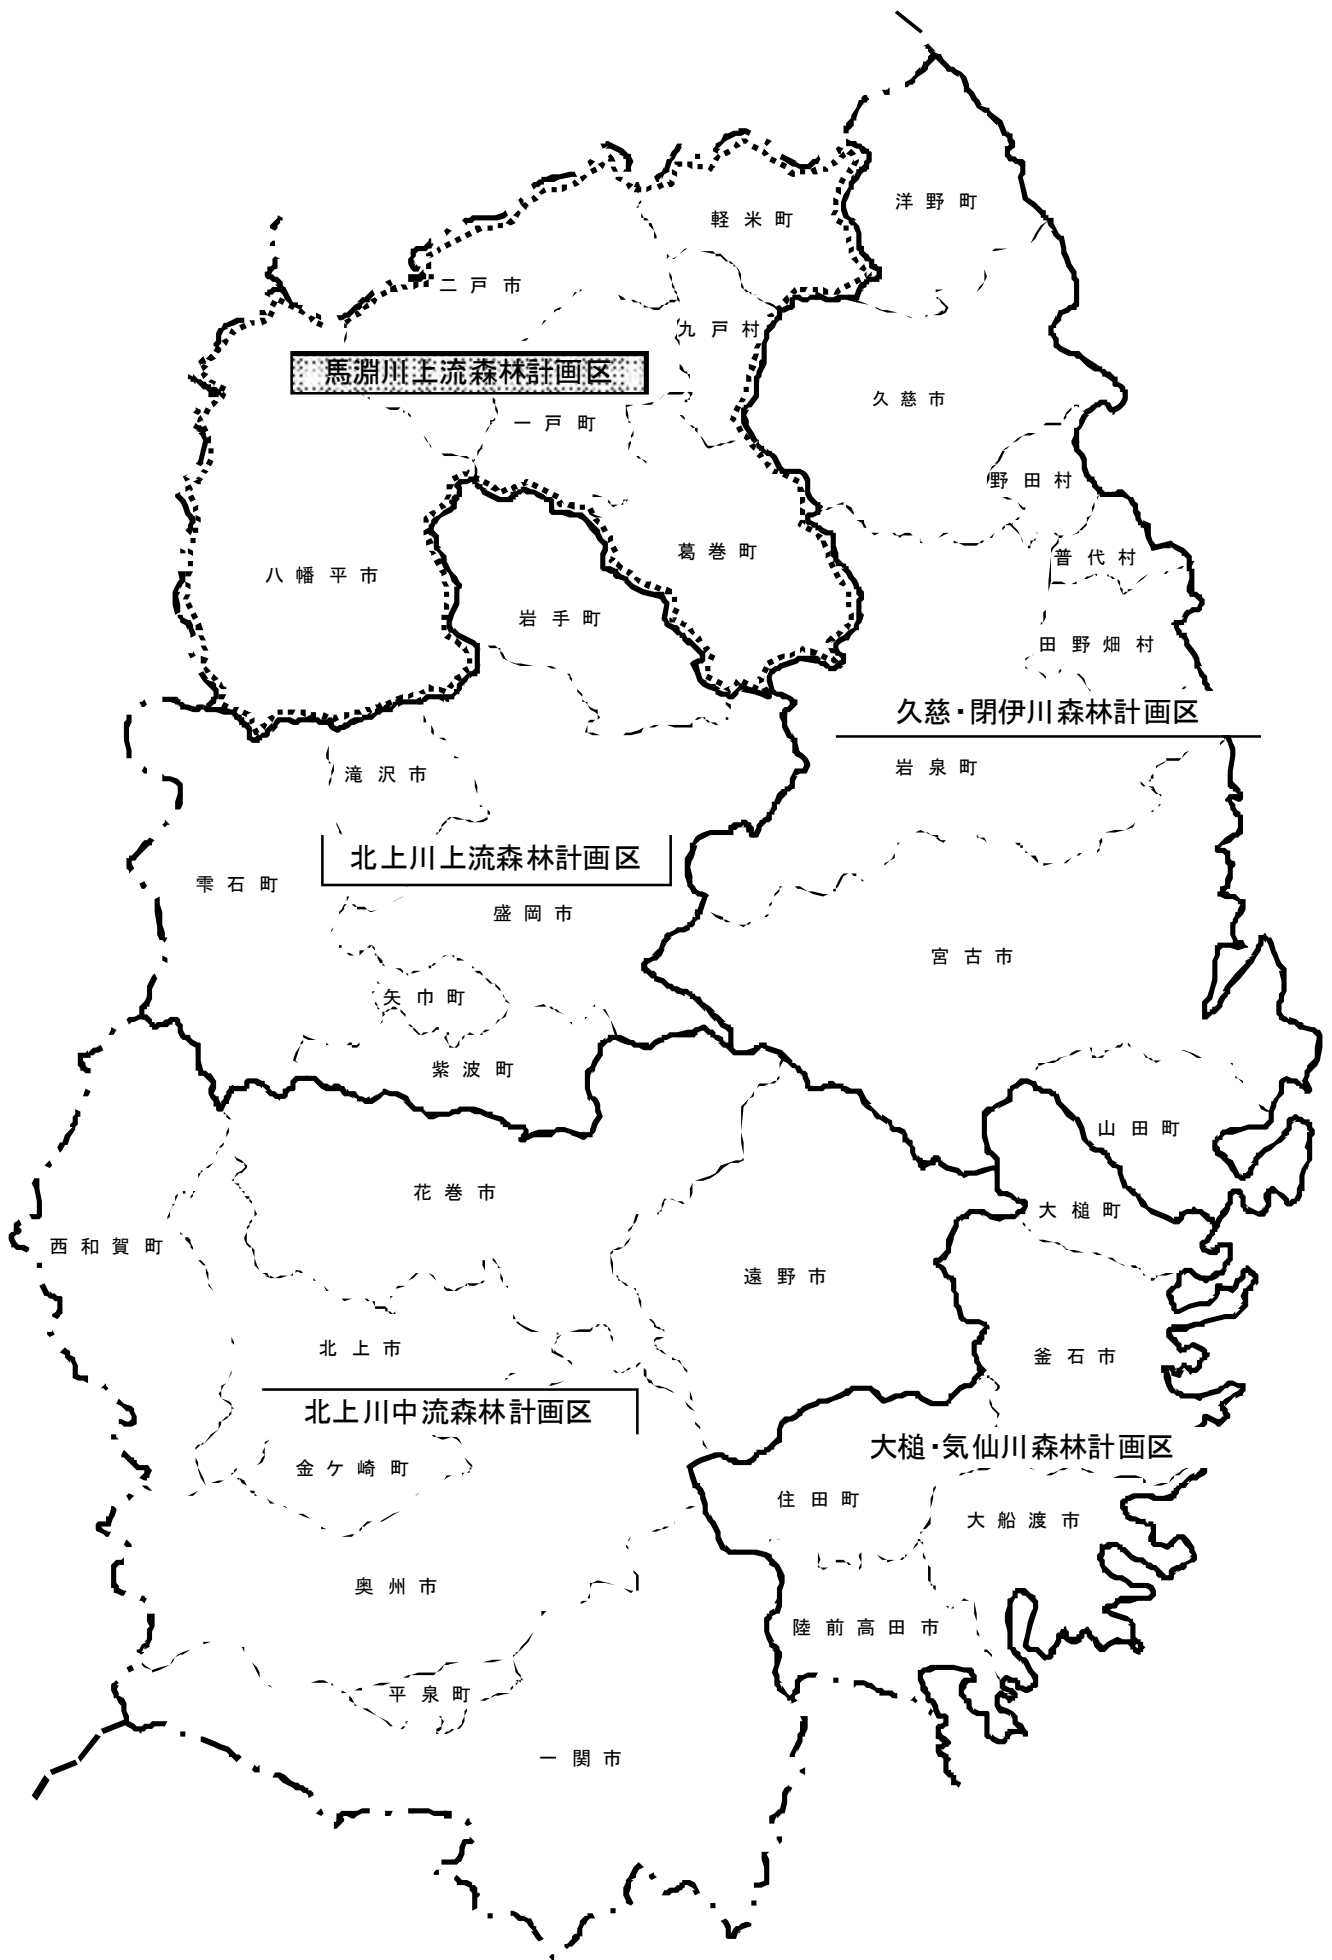 洋野町
軽米町
二戸市
九戸村
馬淵川上流森林計画区
久慈市
一戸町
野田村
葛巻町
普代村
八幡平市
岩手町
田野畑村
久慈・閉伊川森林計画区
岩泉町
滝沢市
北上川上流森林計画区
雫石町
盛岡市
宮古市
矢巾町
紫波町
山田町
花巻市
大槌町
西和賀町
遠野市
北上市
釜石市
北上川中流森林計画区
大槌・気仙川森林計画区
金ケ崎町
住田町
大船渡市
奥州市
陸前高田市
平泉町
一関市